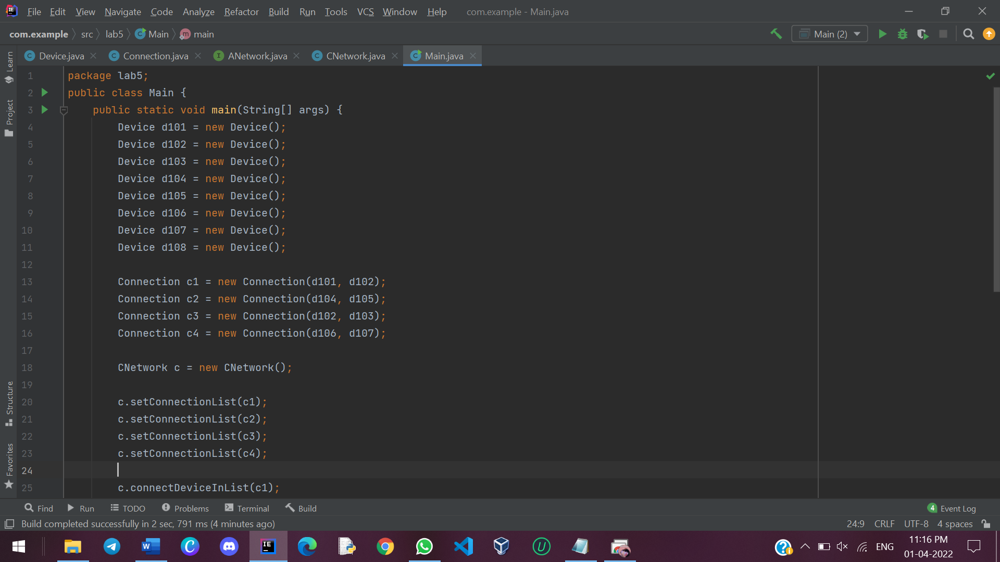 File Edit View Navigate Code Analyze Refactor Build Run Tools VCS Window Help com.example - Main.java
com.example src lab5 Main main Main (2)
Device.java Connection.java ANetwork.java CNetwork.java Main.java
Learn
Project
Structure
Favorites
1 package lab5;
2 public class Main {
3 public static void main(String[] args) {
4 Device d101 = new Device();
5 Device d102 = new Device();
6 Device d103 = new Device();
7 Device d104 = new Device();
8 Device d105 = new Device();
9 Device d106 = new Device();
10 Device d107 = new Device();
11 Device d108 = new Device();
12
13 Connection c1 = new Connection(d101, d102);
14 Connection c2 = new Connection(d104, d105);
15 Connection c3 = new Connection(d102, d103);
16 Connection c4 = new Connection(d106, d107);
17
18 CNetwork c = new CNetwork();
19
20 c.setConnectionList(c1);
21 c.setConnectionList(c2);
22 c.setConnectionList(c3);
23 c.setConnectionList(c4);
24
25 c.connectDeviceInList(c1);
Find Run TODO Problems Terminal Build 4 Event Log
Build completed successfully in 2 sec, 791 ms (4 minutes ago) 24:9 CRLF UTF-8 4 spaces
ENG 11:16 PM
01-04-2022